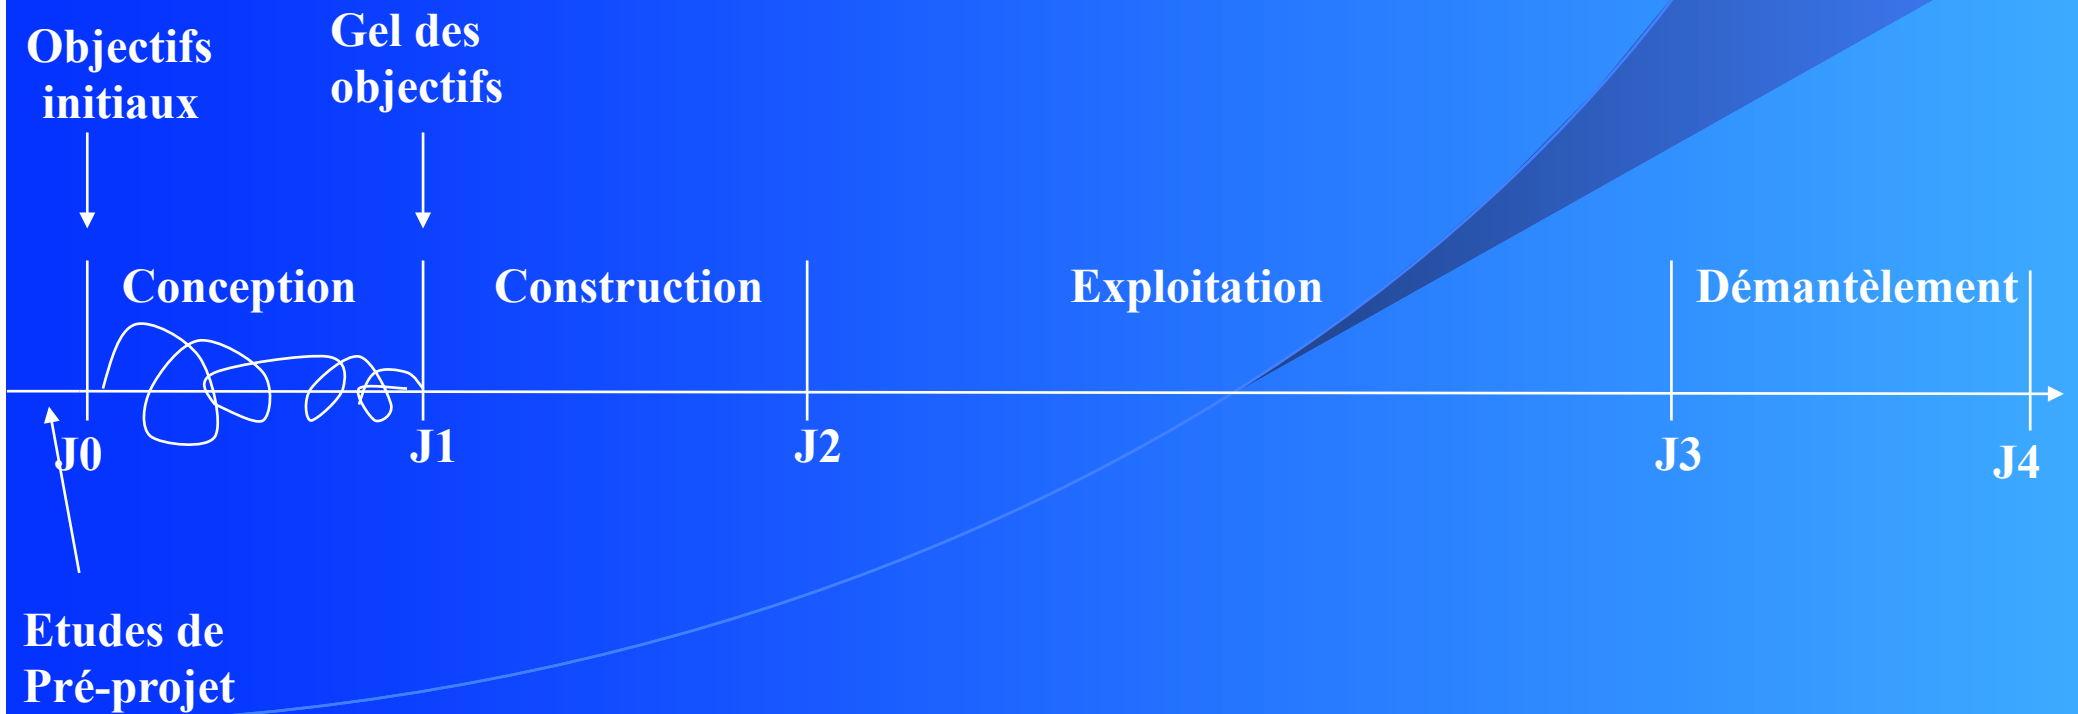 Objectifs
initiaux
Gel des
objectifs
Conception
Construction
Exploitation
Démantèlement
J0
J1
J2
J3
J4
Etudes de
Pré-projet